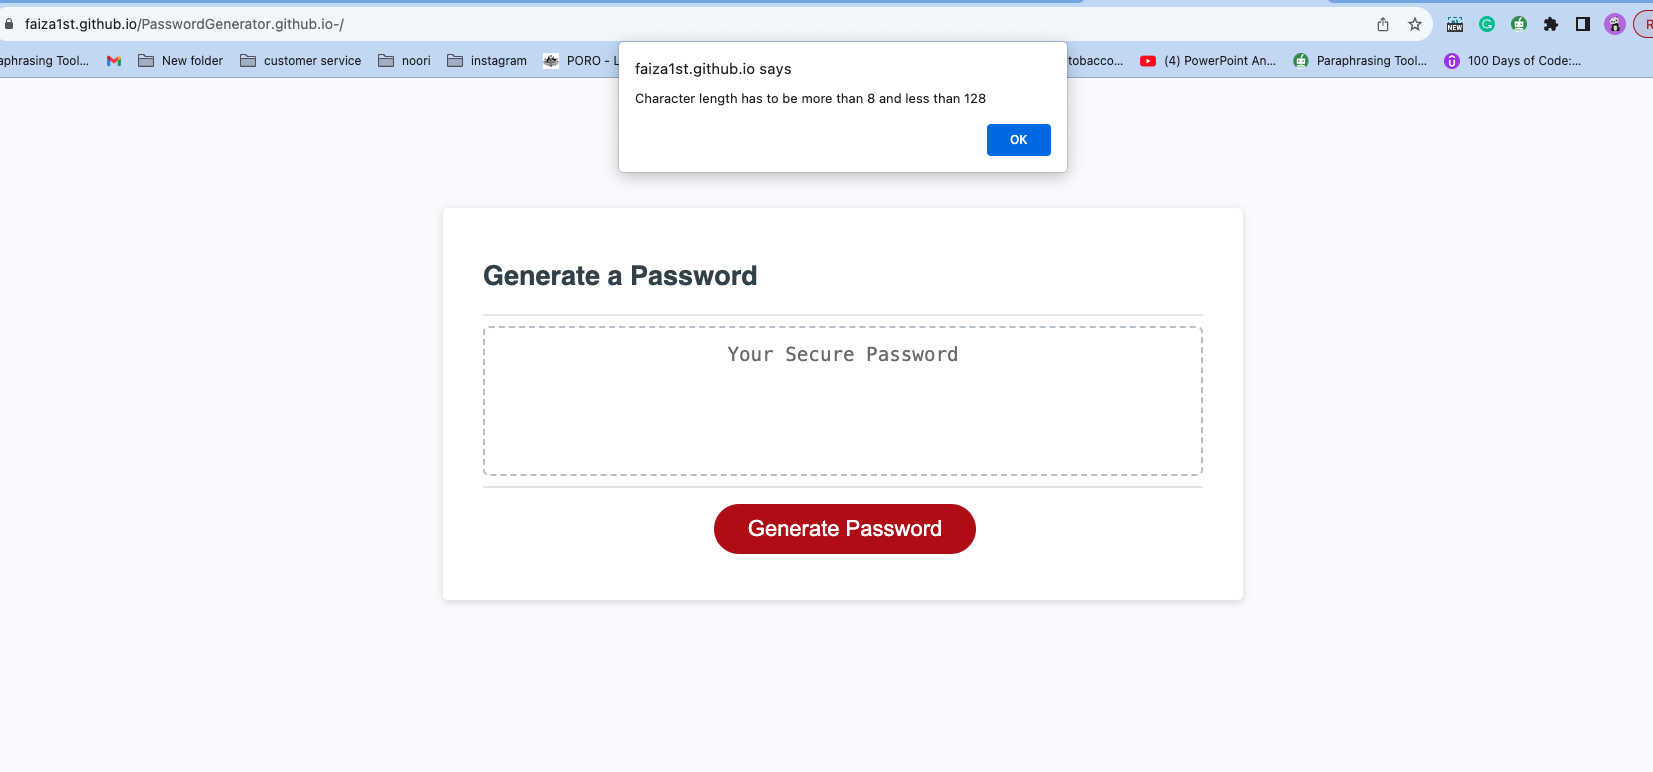 faiza1st.github.io/PasswordGenerator.github.io-/
NEW
aphrasing Tool...
New folder
customer service
noori
instagram
PORO - L
tobacco...
(4) PowerPoint An...
Paraphrasing Tool...
100 Days of Code:...
faiza1st.github.io says
Character length has to be more than 8 and less than 128
OK
Generate a Password
Your Secure Password
Generate Password